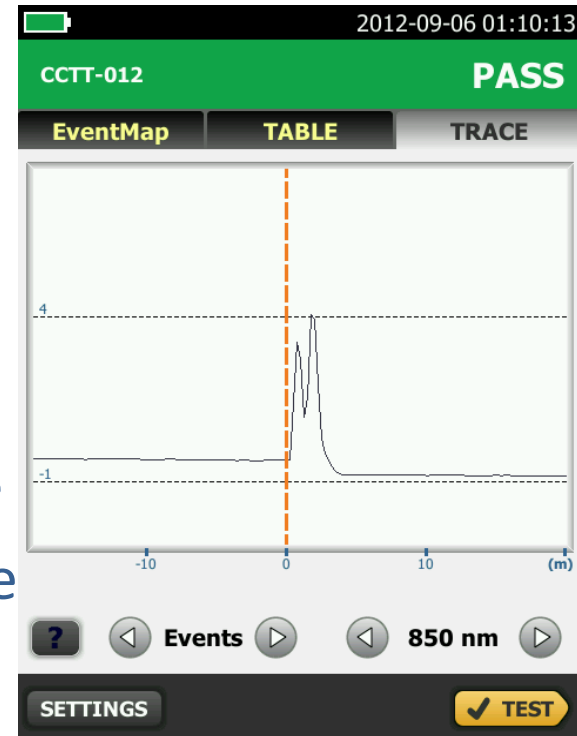 2012-09-06 01:10:13
CCTT-012 PASS
EventMap TABLE TRACE
4
-1
-10 0 10 (m)
e
? Events 850 nm
SETTINGS TEST